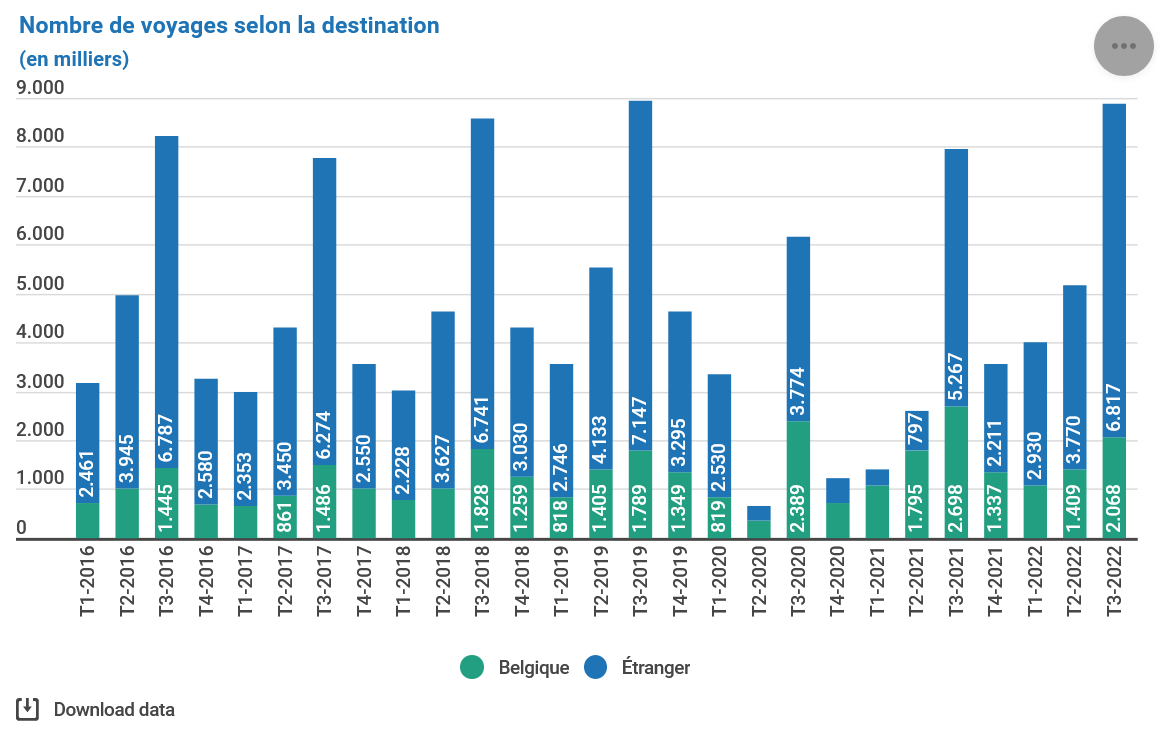 Nombre de voyages selon la destination
(en milliers)
9.000
8.000
7.000
6.000
5.000
4.000
3.000
2.000
1.000
0
2.461
3.945
6.787
1.445
2.580
2.353
3.450
861
6.274
1.486
2.550
2.228
3.627
6.741
1.828
3.030
1.259
2.746
818
4.133
1.405
7.147
1.789
3.295
1.349
2.530
819
3.774
2.389
797
1.795
5.267
2.698
2.211
1.337
2.930
3.770
1.409
6.817
2.068
T1-2016
T2-2016
T3-2016
T4-2016
T1-2017
T2-2017
T3-2017
T4-2017
T1-2018
T2-2018
T3-2018
T4-2018
T1-2019
T2-2019
T3-2019
T4-2019
T1-2020
T2-2020
T3-2020
T4-2020
T1-2021
T2-2021
T3-2021
T4-2021
T1-2022
T2-2022
T3-2022
Belgique Étranger
Download data